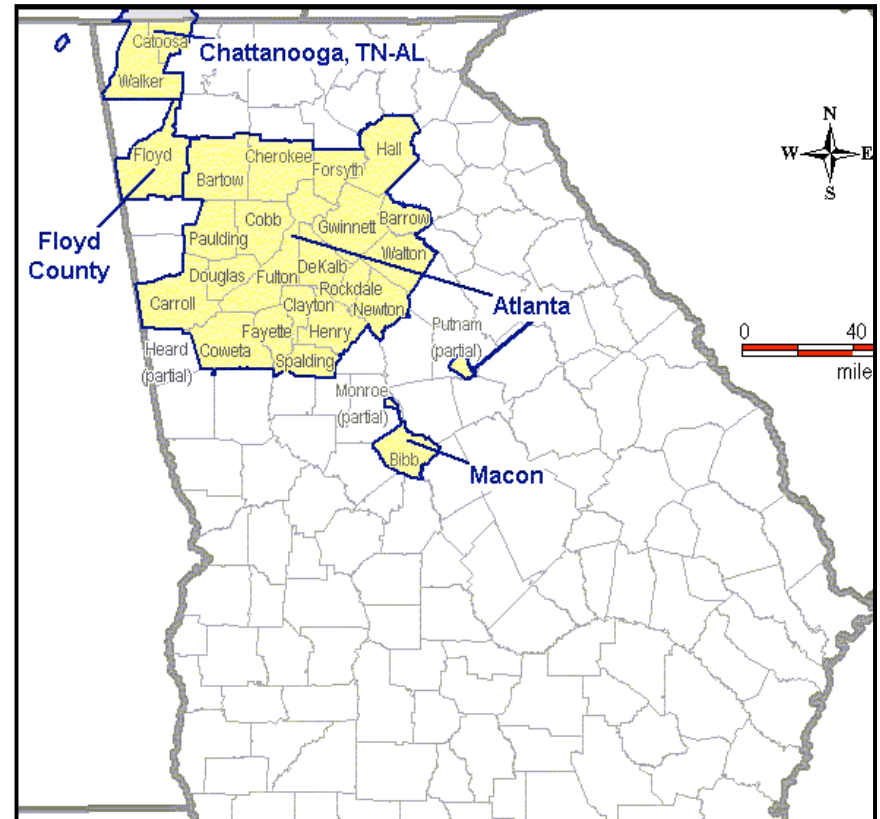 Catoosa
Chattanooga, TN-AL
Walker
N
W
E
S
Hall
Floyd
Cherokee
Forsyth
Bartow
Cobb
Gwinnett
Barrow
Floyd
County
Paulding
Walton
DeKalb
Douglas
Fulton
Rockdale
Carroll
Clayton
Newton
Atlanta
Putnam
(partial)
Fayette
Henry
0 40
mile
Heard
(partial)
Coweta
Spalding
Monroe
(partial)
Bibb
Macon